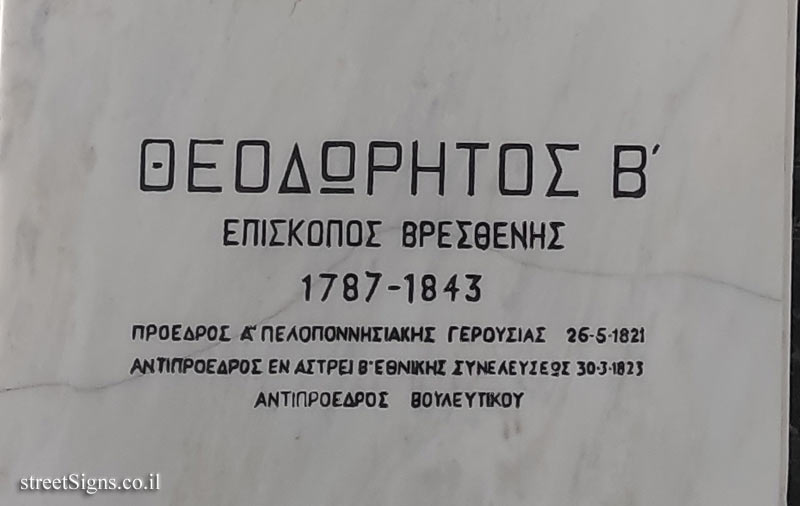 ΘΕΟΔΩΡΗΤΟΣ Β΄
ΕΠΙΣΚΟΠΟΣ ΒΡΕΣΘΕΝΗΣ
1787-1843
ΠΡΟΕΔΡΟΣ Α΄ ΠΕΛΟΠΟΝΝΗΣΙΑΚΗΣ ΓΕΡΟΥΣΙΑΣ 26-5-1821
ΑΝΤΙΠΡΟΕΔΡΟΣ ΕΝ ΑΣΤΡΕΙ Β΄ ΕΘΝΙΚΗΣ ΣΥΝΕΛΕΥΣΕΩΣ 30-3-1823
ΑΝΤΙΠΡΟΕΔΡΟΣ ΒΟΥΛΕΥΤΙΚΟΥ
streetSigns.co.il